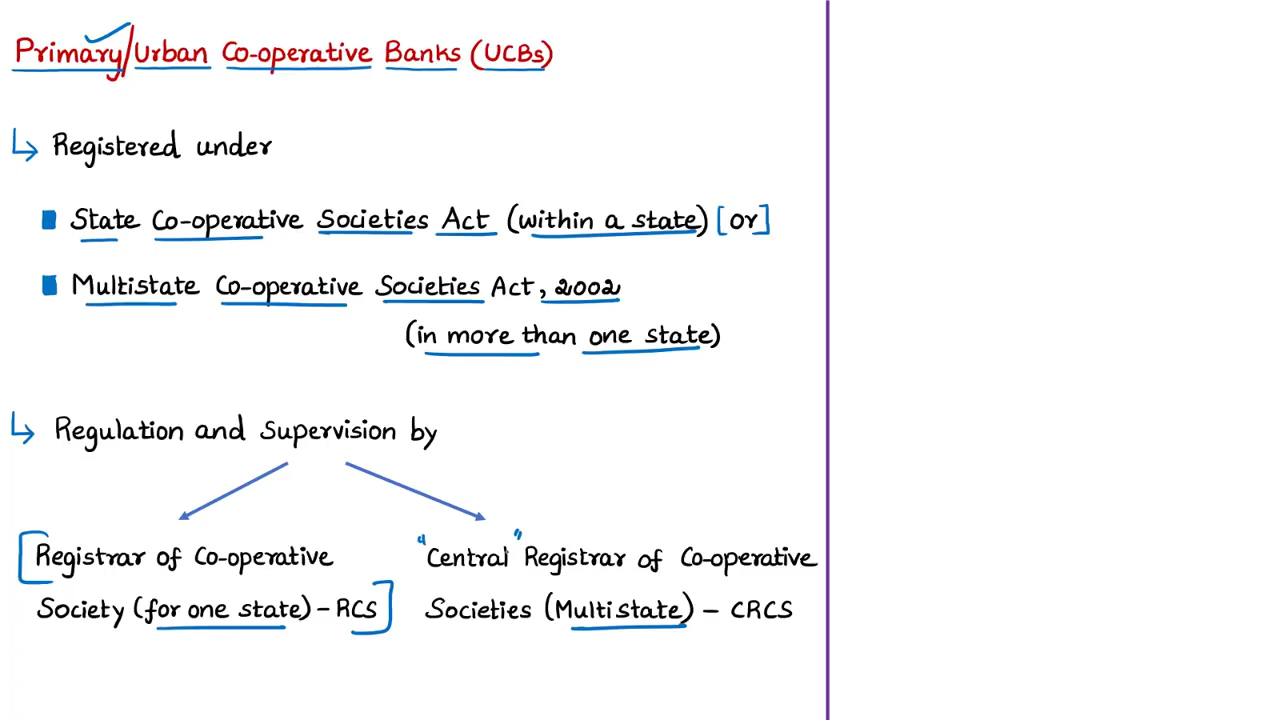 Primary/Urban Co-operative Banks (UCBs)
Registered under
State Co-operative Societies Act (within a state) [or]
Multistate Co-operative Societies Act, 2002
(in more than one state)
Regulation and Supervision by
Registrar of Co-operative
Society (for one state) - RCS
"Central" Registrar of Co-operative
Societies (Multistate) - CRCS